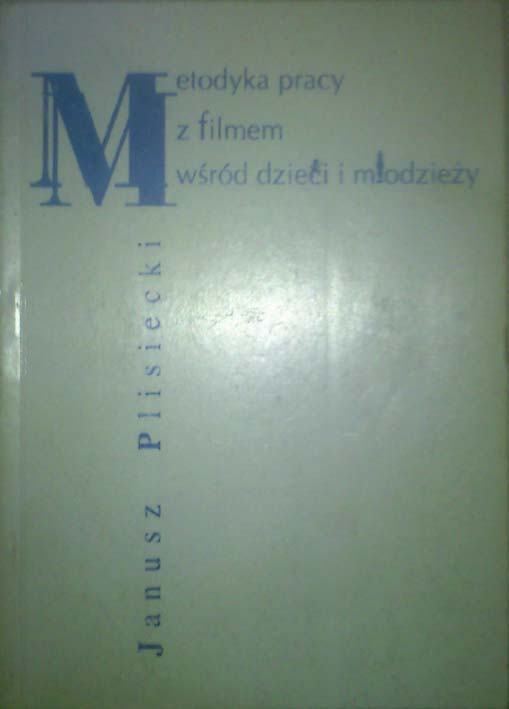 Metodyka pracy
z filmem
wśród dzieci i młodzieży
Janusz Plisiecki